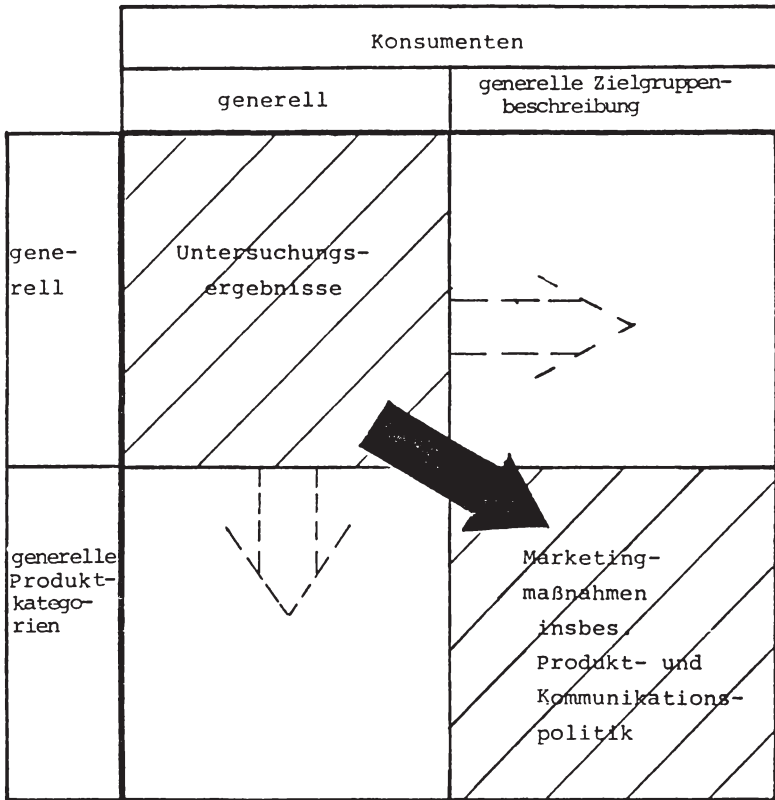 Konsumenten
generell
generelle Zielgruppen-
beschreibung
gene-
rell
Untersuchungs-
ergebnisse
generelle
Produkt-
katego-
rien
Marketing-
maßnahmen
insbes.
Produkt- und
Kommunikations-
politik